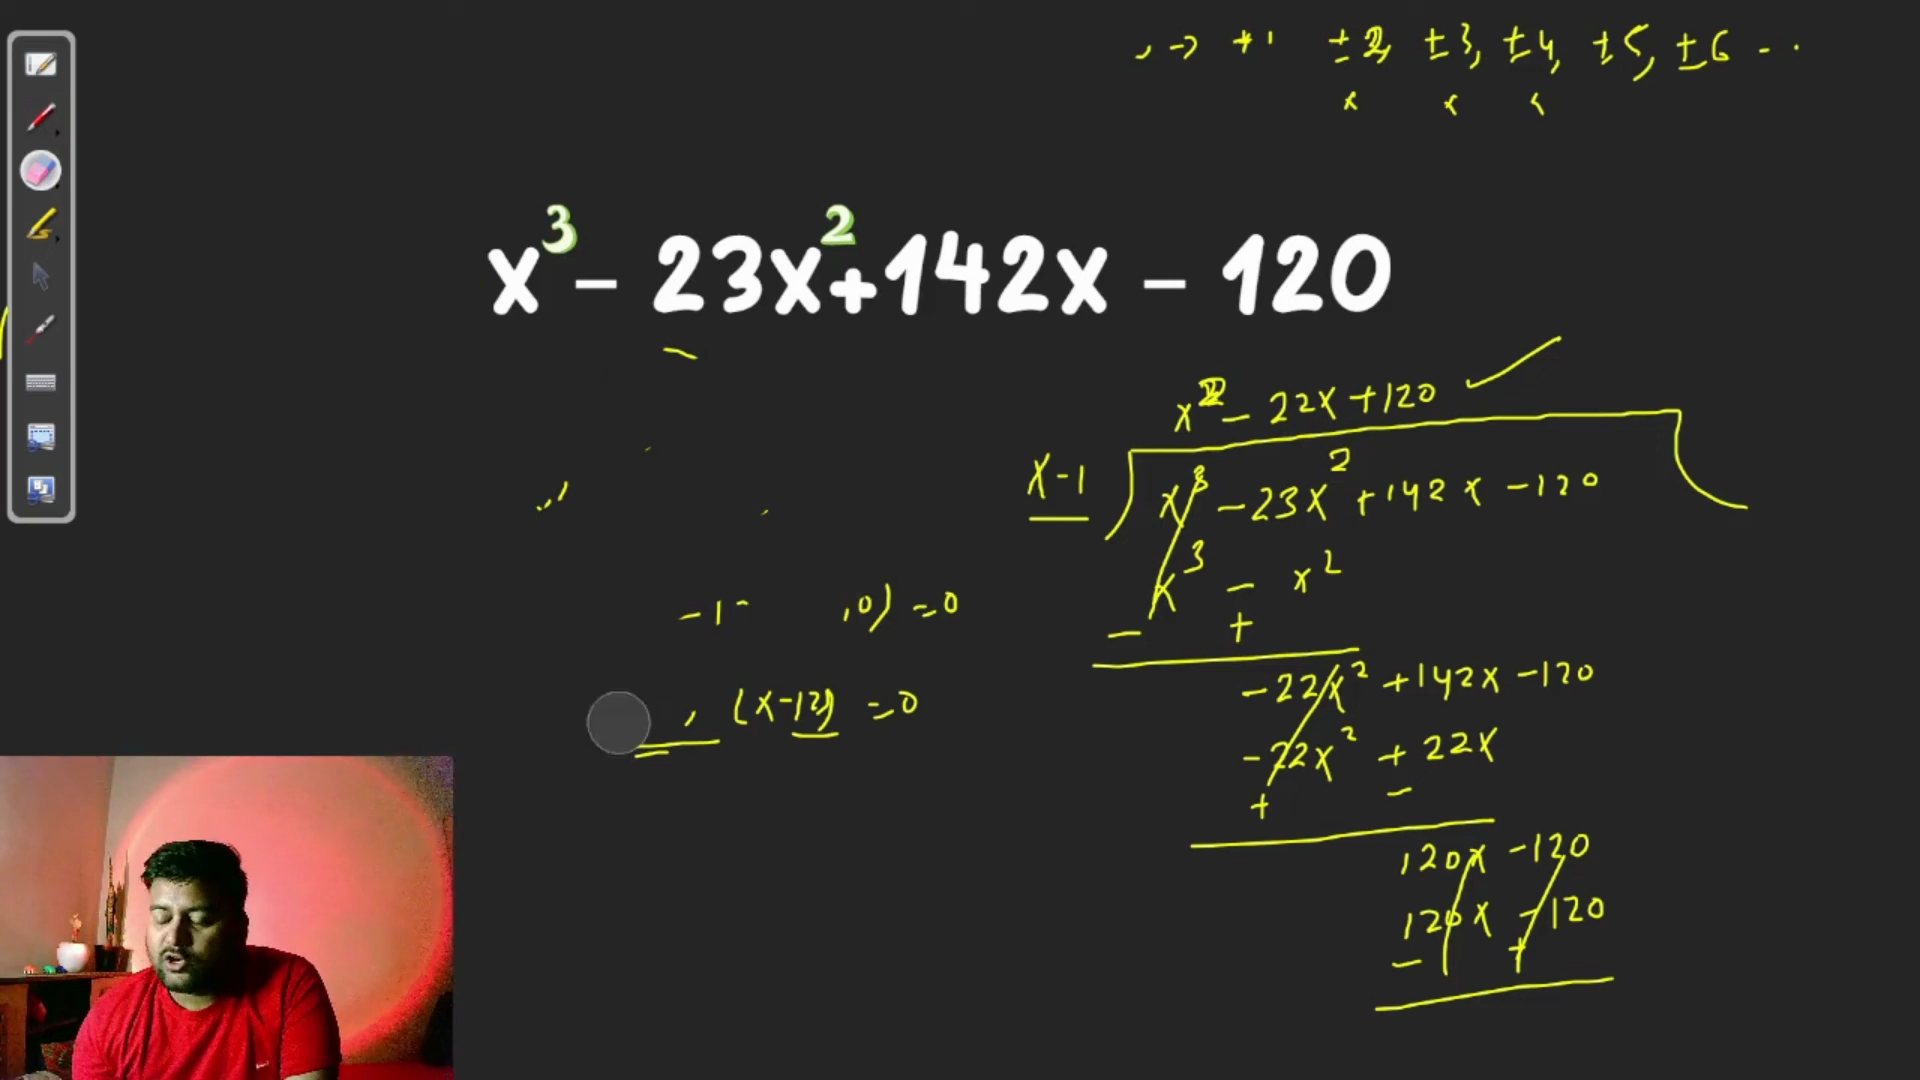 , → + 1 ±2, ±3, ±4, ±5, ±6 - -
x³ - 23x²+142x - 120
x² - 22x +120 ✓
x-1 ) x³ - 23x² + 142x - 120
x³ - x²
- +
-22x² + 142x - 120
-22x² + 22x
+ -
120x - 120
120x - 120
- +
-1- ,0) =0
(x-12) =0